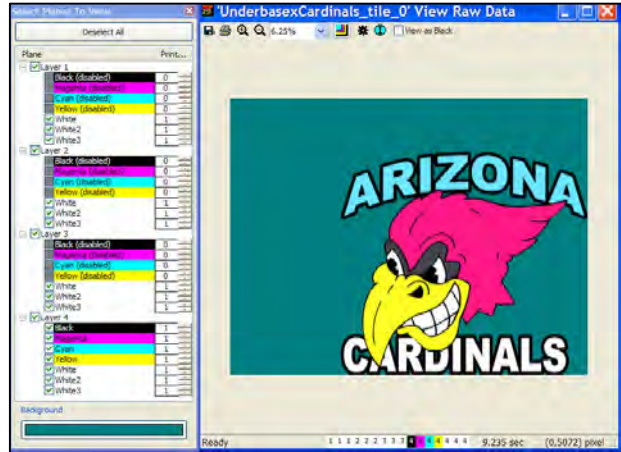 Select Planes To View
Deselect All
Plane Print...
Layer 1
Black (disabled) 0
Magenta (disabled) 0
Cyan (disabled) 0
Yellow (disabled) 0
White 1
White2 1
White3 1
Layer 2
Black (disabled) 0
Magenta (disabled) 0
Cyan (disabled) 0
Yellow (disabled) 0
White 1
White2 1
White3 1
Layer 3
Black (disabled) 0
Magenta (disabled) 0
Cyan (disabled) 0
Yellow (disabled) 0
White 1
White2 1
White3 1
Layer 4
Black 1
Magenta 1
Cyan 1
Yellow 1
White 1
White2 1
White3 1
Background
'UnderbasexCardinals_tile_0' View Raw Data
6.25% View as Black
ARIZONA
CARDINALS
Ready 1 1 1 2 2 2 3 3 3 4 4 4 4 4 4 4 9.235 sec (0,5072) pixel